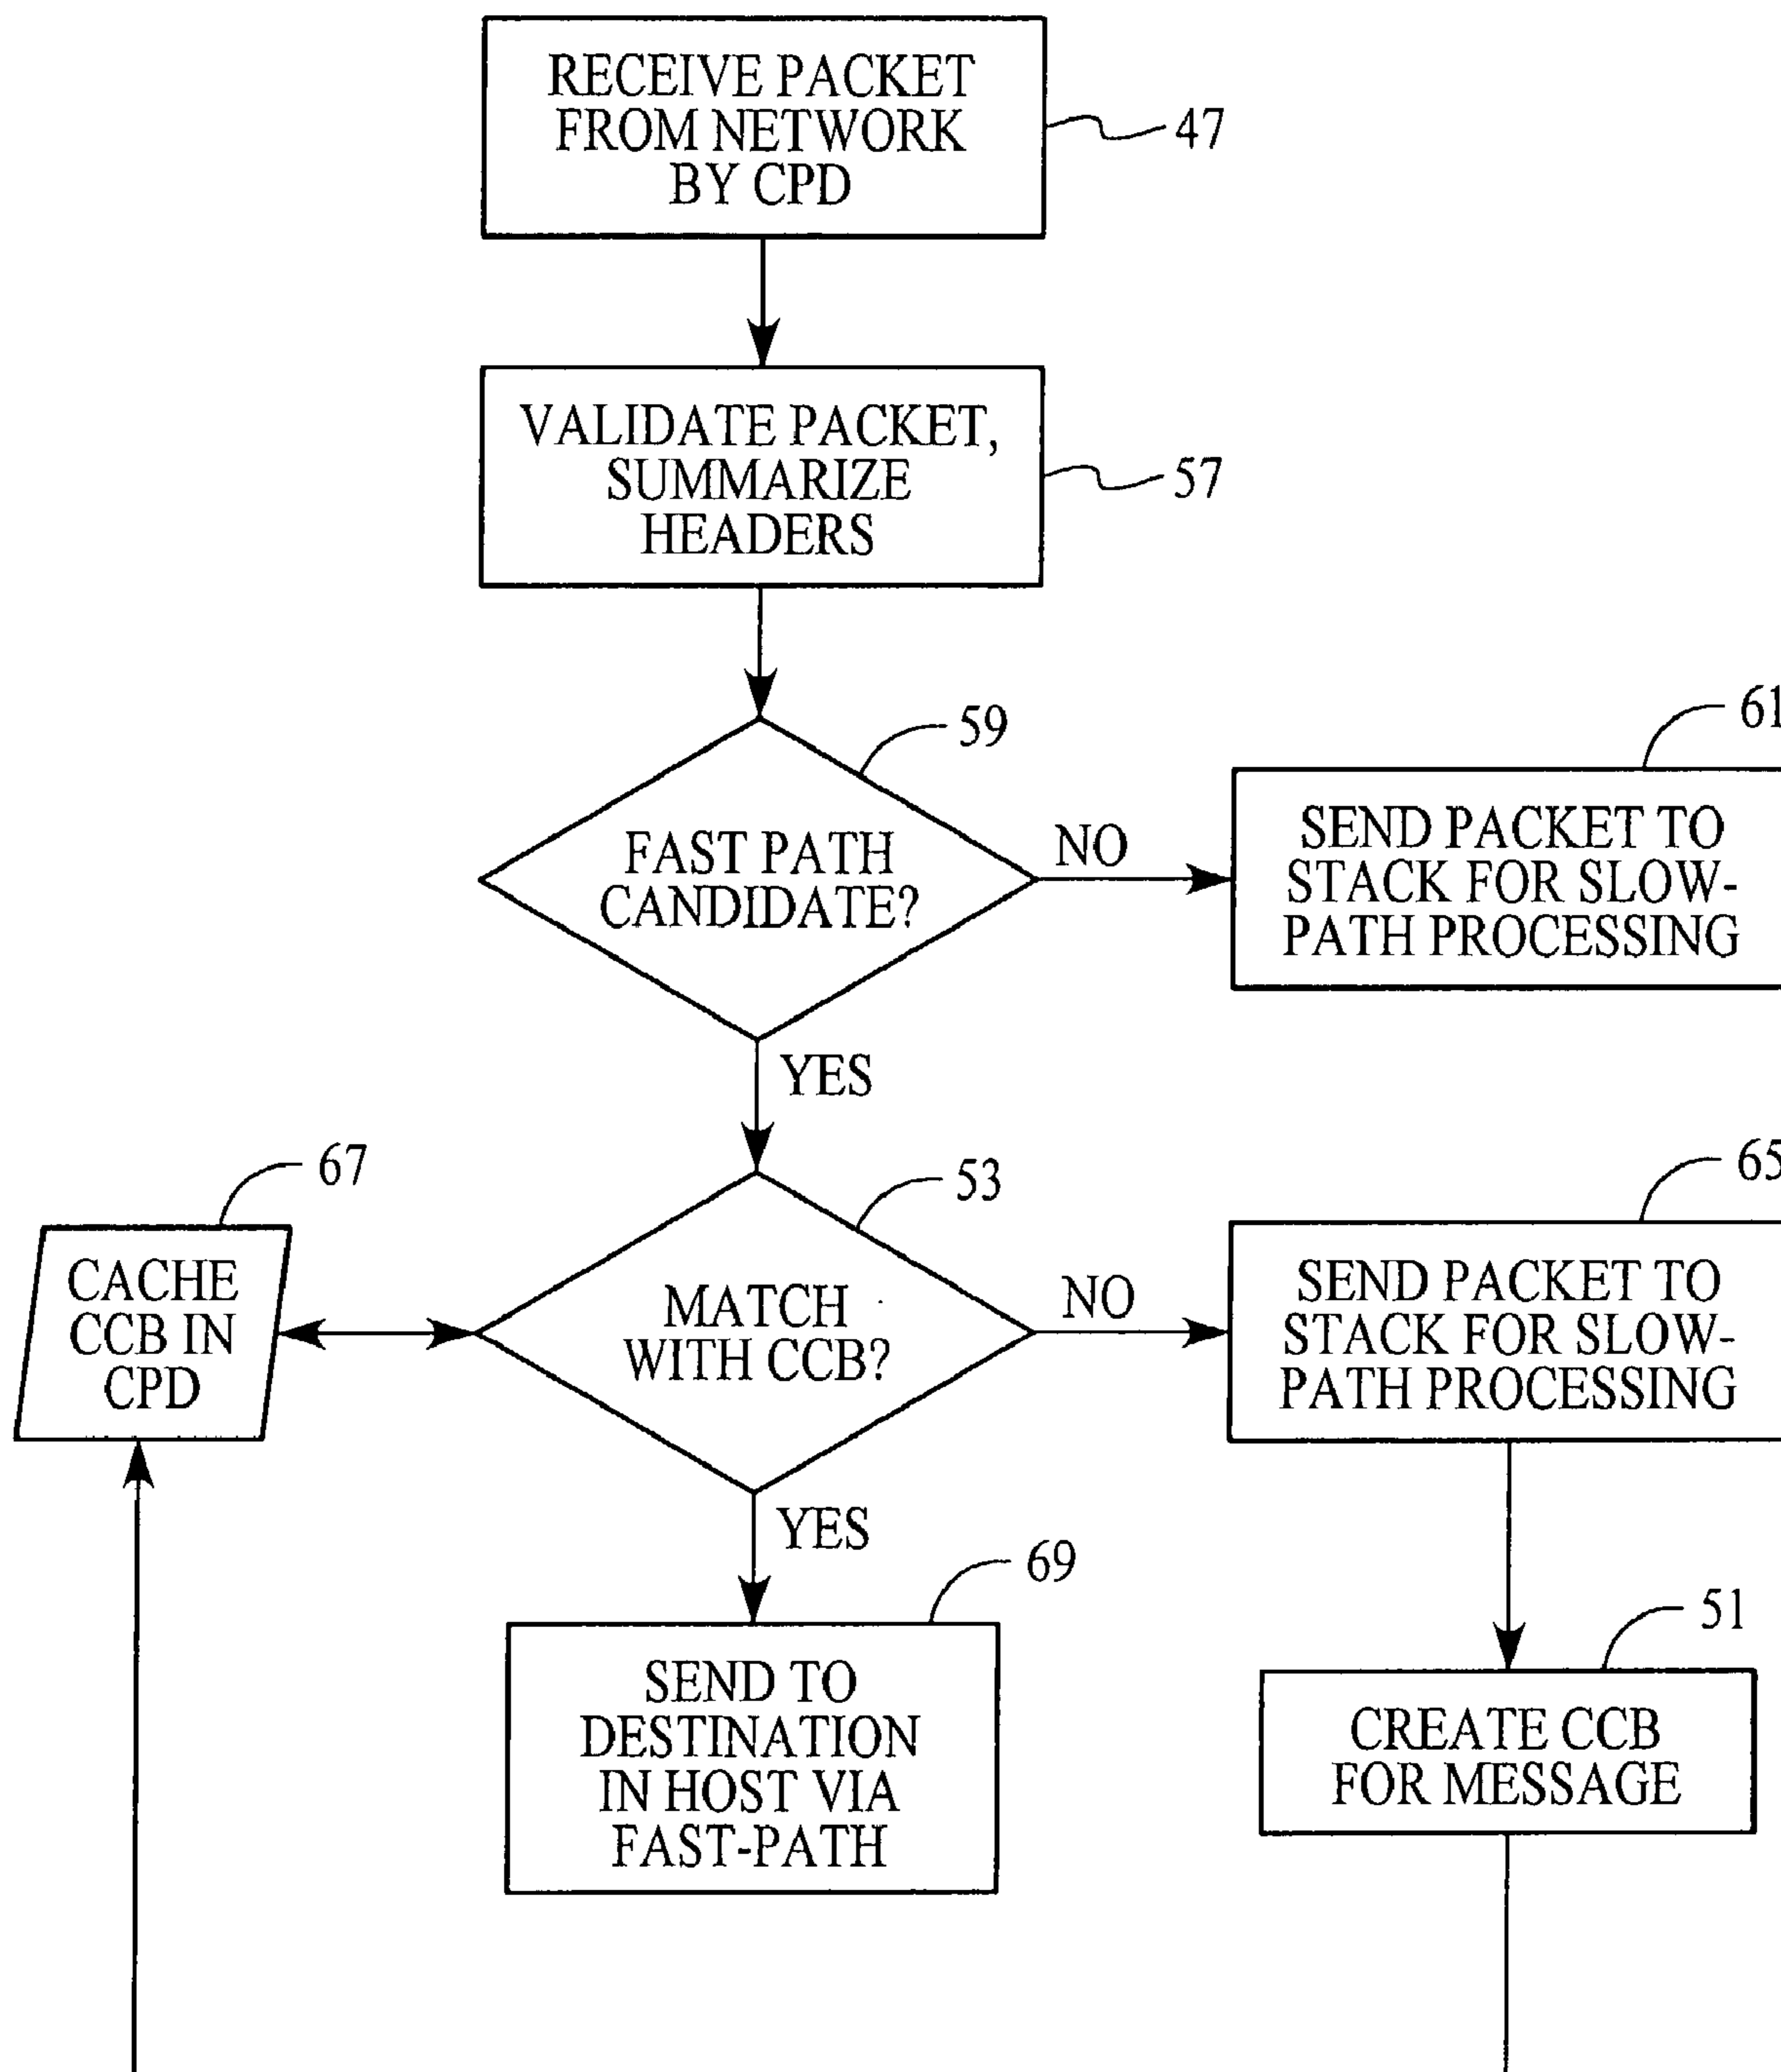 RECEIVE PACKET
FROM NETWORK
BY CPD
47
VALIDATE PACKET,
SUMMARIZE
HEADERS
57
59
FAST PATH
CANDIDATE?
NO
61
SEND PACKET TO
STACK FOR SLOW-
PATH PROCESSING
YES
67
CACHE
CCB IN
CPD
53
MATCH
WITH CCB?
NO
65
SEND PACKET TO
STACK FOR SLOW-
PATH PROCESSING
YES
69
SEND TO
DESTINATION
IN HOST VIA
FAST-PATH
51
CREATE CCB
FOR MESSAGE